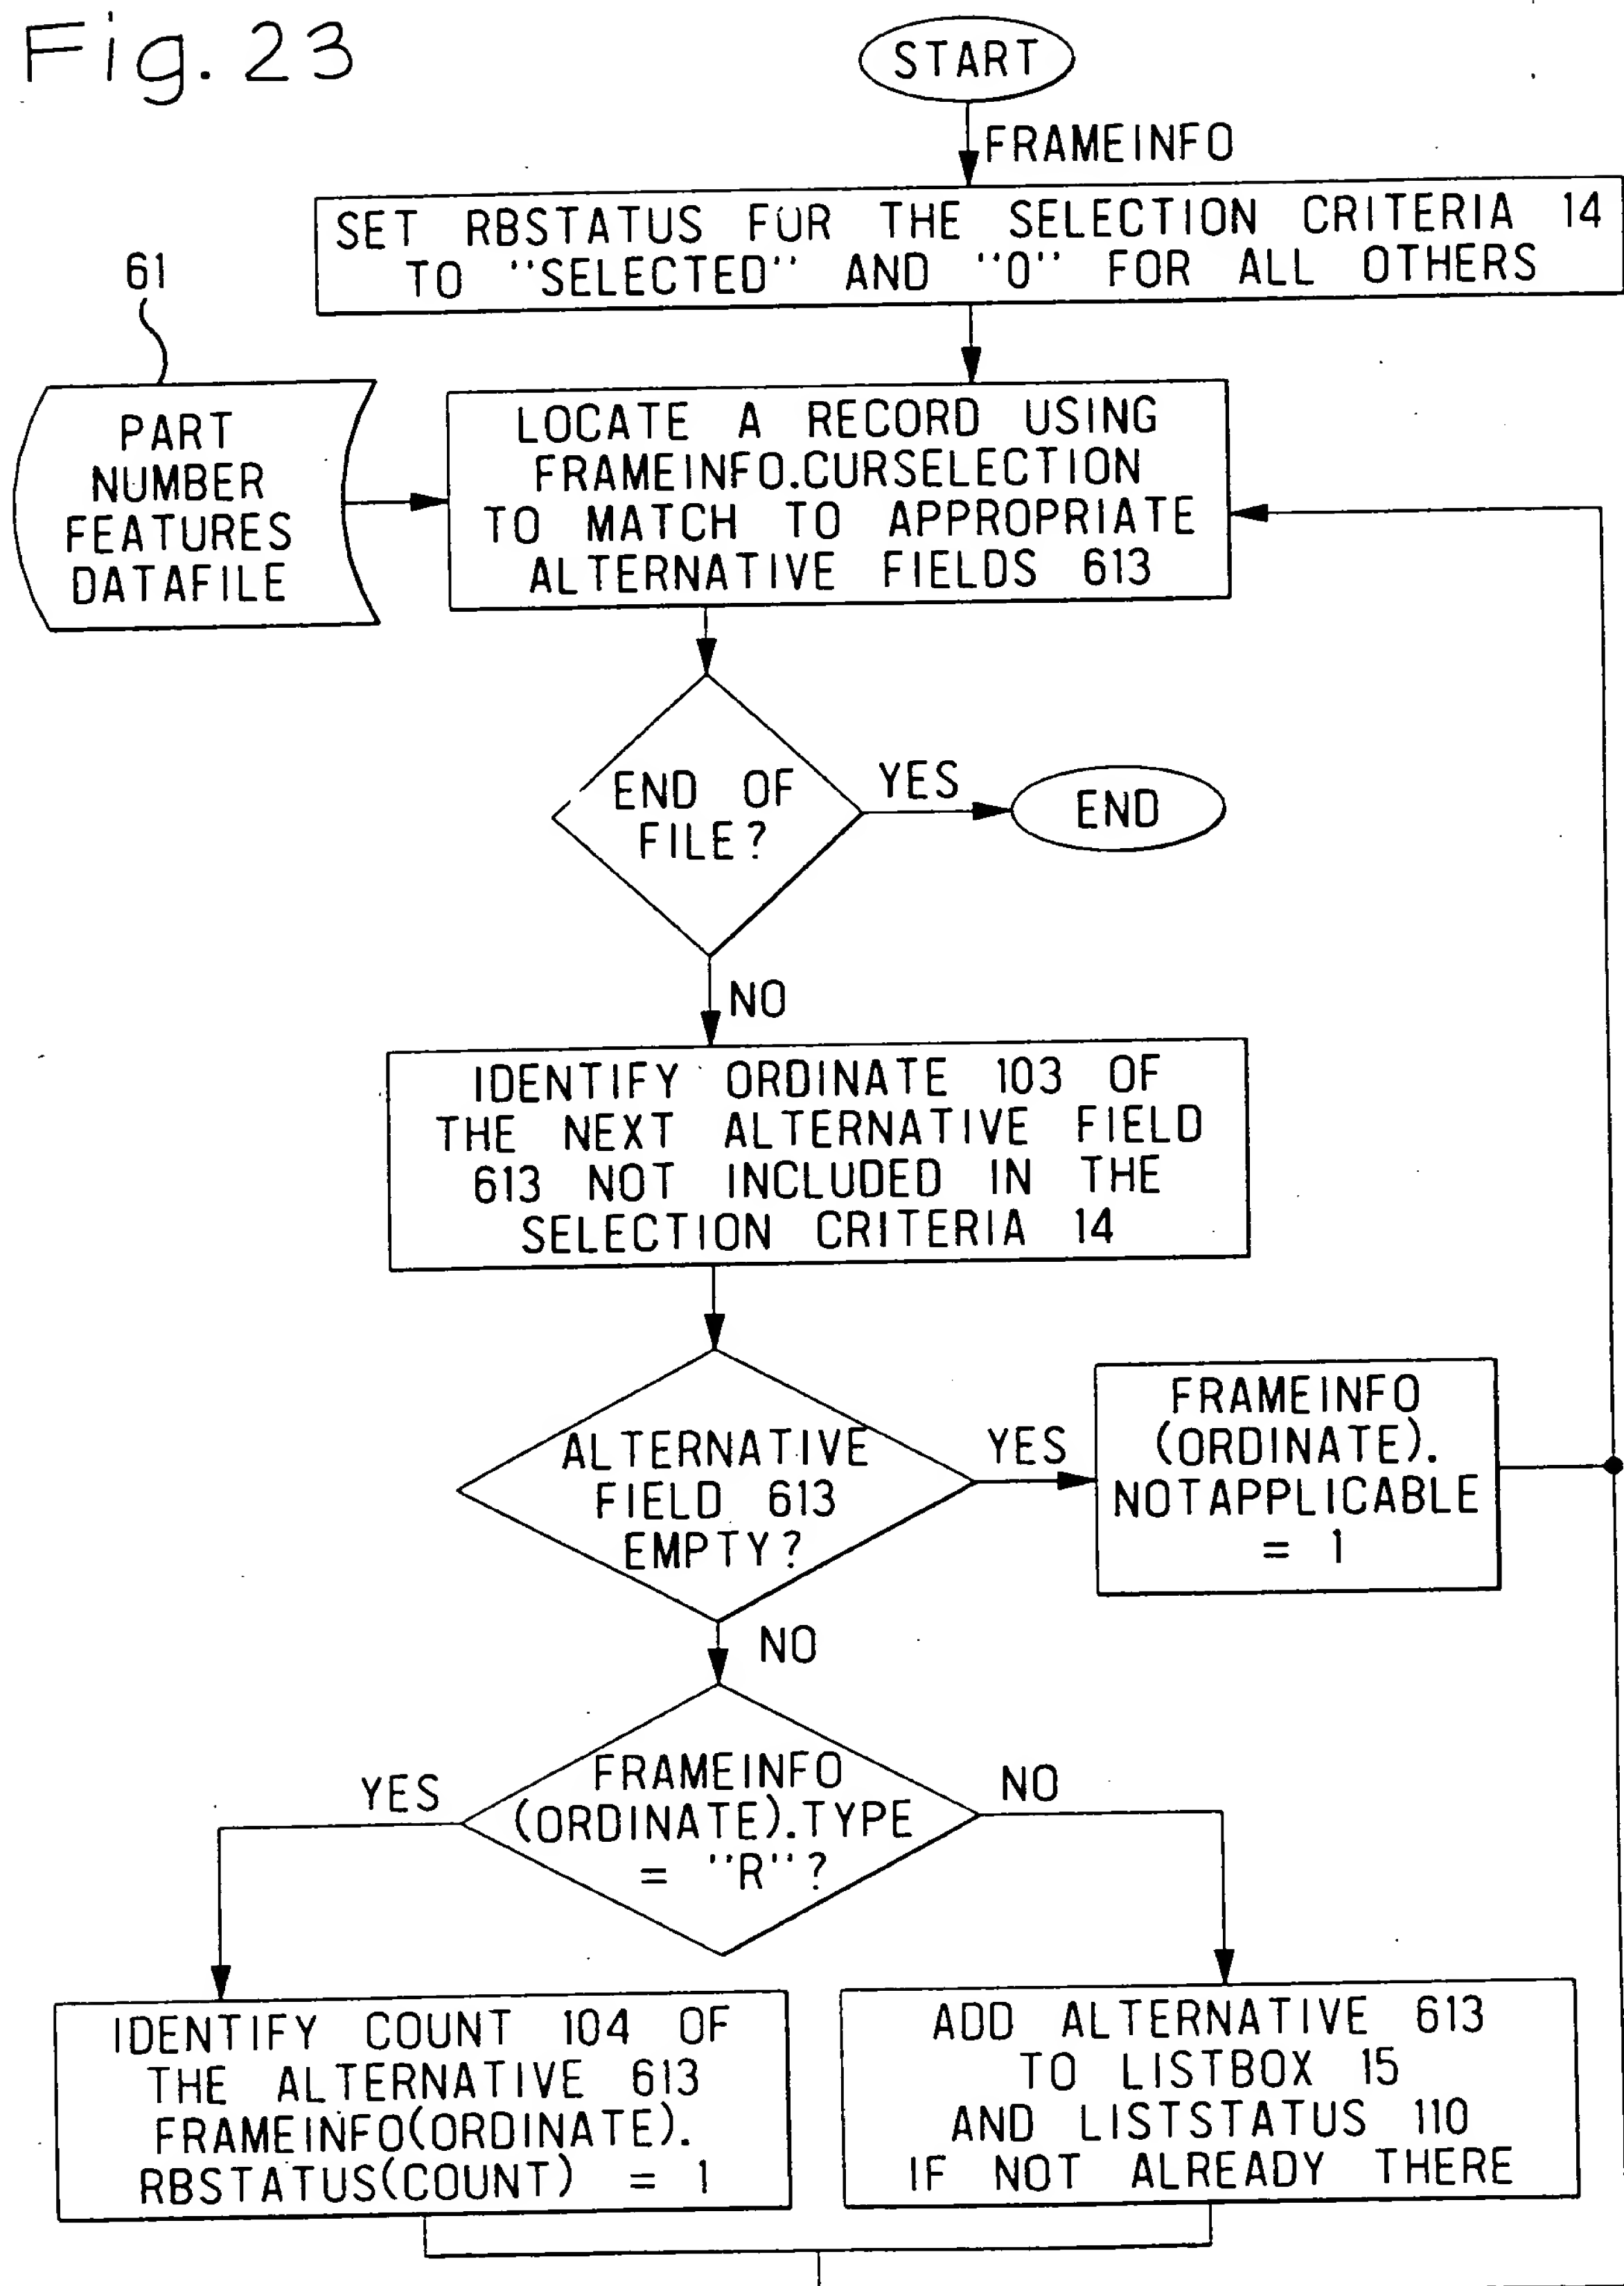 Fig. 23
START
FRAMEINFO
SET RBSTATUS FOR THE SELECTION CRITERIA 14
TO "SELECTED" AND "0" FOR ALL OTHERS
61
PART
NUMBER
FEATURES
DATAFILE
LOCATE A RECORD USING
FRAMEINFO.CURSELECTION
TO MATCH TO APPROPRIATE
ALTERNATIVE FIELDS 613
END OF
FILE?
YES
END
NO
IDENTIFY ORDINATE 103 OF
THE NEXT ALTERNATIVE FIELD
613 NOT INCLUDED IN THE
SELECTION CRITERIA 14
ALTERNATIVE
FIELD 613
EMPTY?
YES
FRAMEINFO
(ORDINATE).
NOTAPPLICABLE
= 1
NO
FRAMEINFO
(ORDINATE).TYPE
= "R"?
YES
NO
IDENTIFY COUNT 104 OF
THE ALTERNATIVE 613
FRAMEINFO(ORDINATE).
RBSTATUS(COUNT) = 1
ADD ALTERNATIVE 613
TO LISTBOX 15
AND LISTSTATUS 110
IF NOT ALREADY THERE